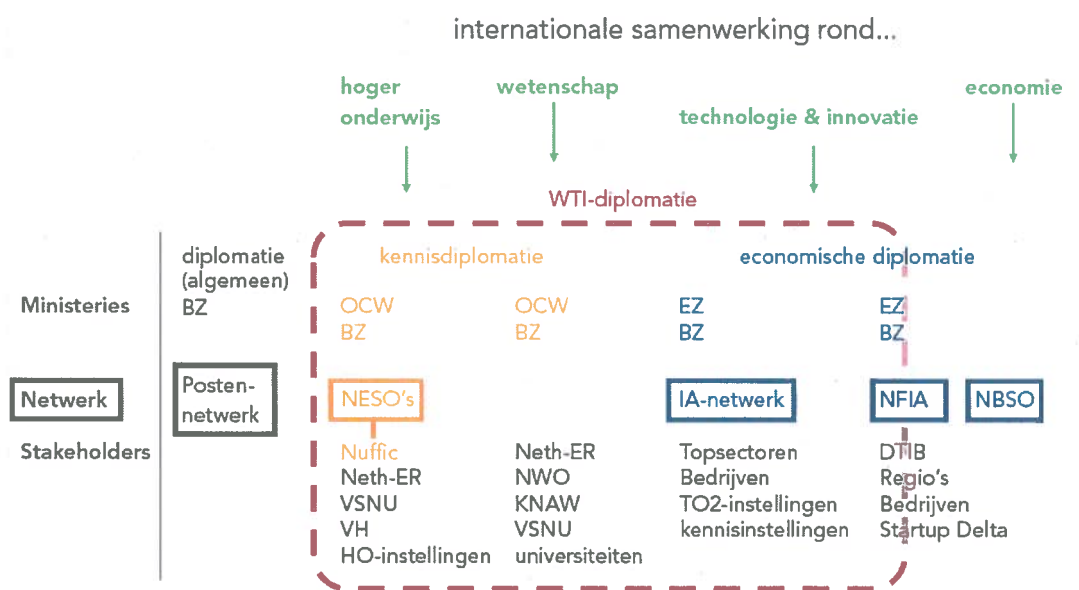 internationale samenwerking rond...
hoger
onderwijs
wetenschap
technologie & innovatie
economie
WTI-diplomatie
diplomatie
(algemeen)
BZ
kennisdiplomatie
economische diplomatie
Ministeries
OCW
BZ
OCW
BZ
EZ
BZ
EZ
BZ
Netwerk
Posten-
netwerk
NESO's
IA-netwerk
NFIA
NBSO
Stakeholders
Nuffic
Neth-ER
VSNU
VH
HO-instellingen
Neth-ER
NWO
KNAW
VSNU
universiteiten
Topsectoren
Bedrijven
TO2-instellingen
kennisinstellingen
DTIB
Regio's
Bedrijven
Startup Delta